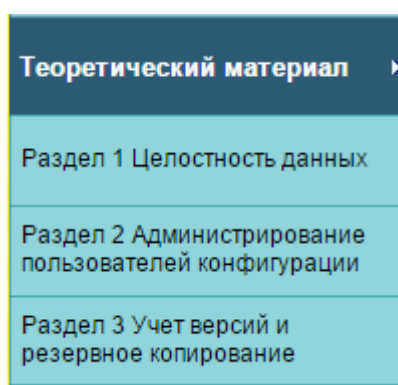 Теоретический материал
Раздел 1 Целостность данных
Раздел 2 Администрирование
пользователей конфигурации
Раздел 3 Учет версий и
резервное копирование